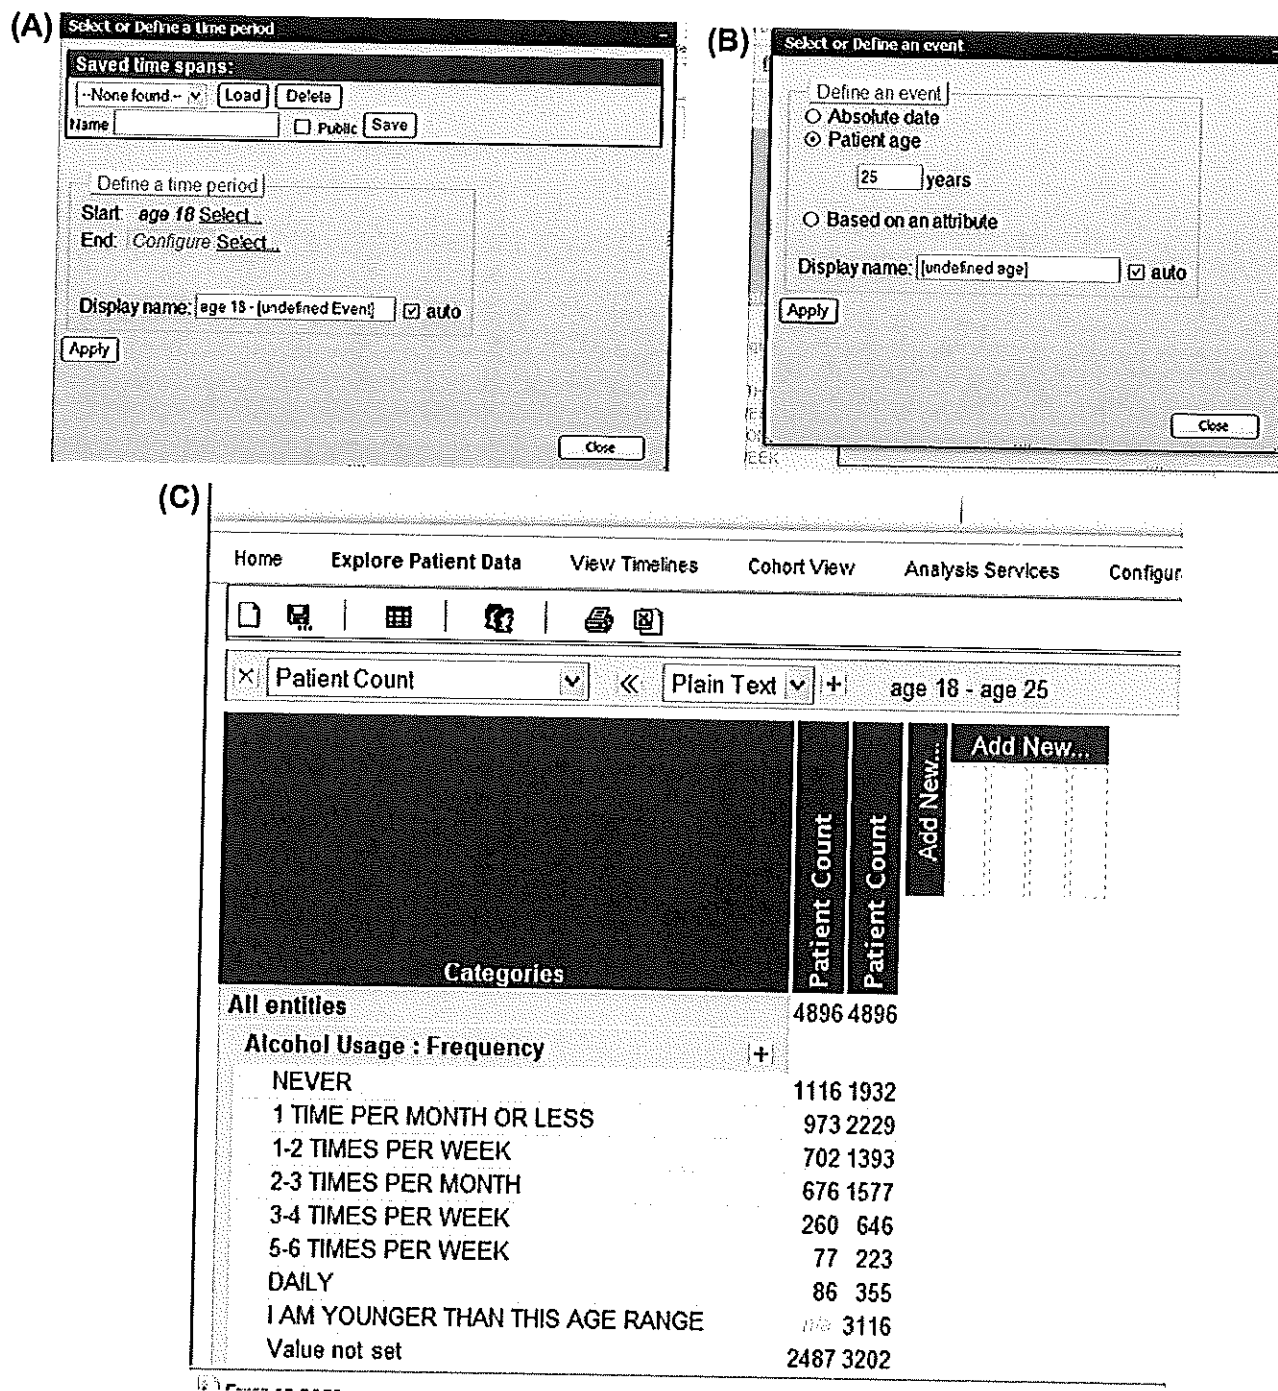 (A)
Select or Define a time period
Saved time spans:
--None found-- Load Delete
Name Public Save
Define a time period
Start: age 18 Select...
End: Configure Select...
Display name: age 18 - [undefined Event] auto
Apply
Close
(B)
Select or Define an event
Define an event
Absolute date
Patient age
25 years
Based on an attribute
Display name: [undefined age] auto
Apply
Close
EEK
(C)
Home Explore Patient Data View Timelines Cohort View Analysis Services Configur
Patient Count « Plain Text + age 18 - age 25
Categories Patient Count Patient Count Add New... Add New...
All entities 4896 4896
Alcohol Usage : Frequency +
NEVER 1116 1932
1 TIME PER MONTH OR LESS 973 2229
1-2 TIMES PER WEEK 702 1393
2-3 TIMES PER MONTH 676 1577
3-4 TIMES PER WEEK 260 646
5-6 TIMES PER WEEK 77 223
DAILY 86 355
I AM YOUNGER THAN THIS AGE RANGE n/a 3116
Value not set 2487 3202